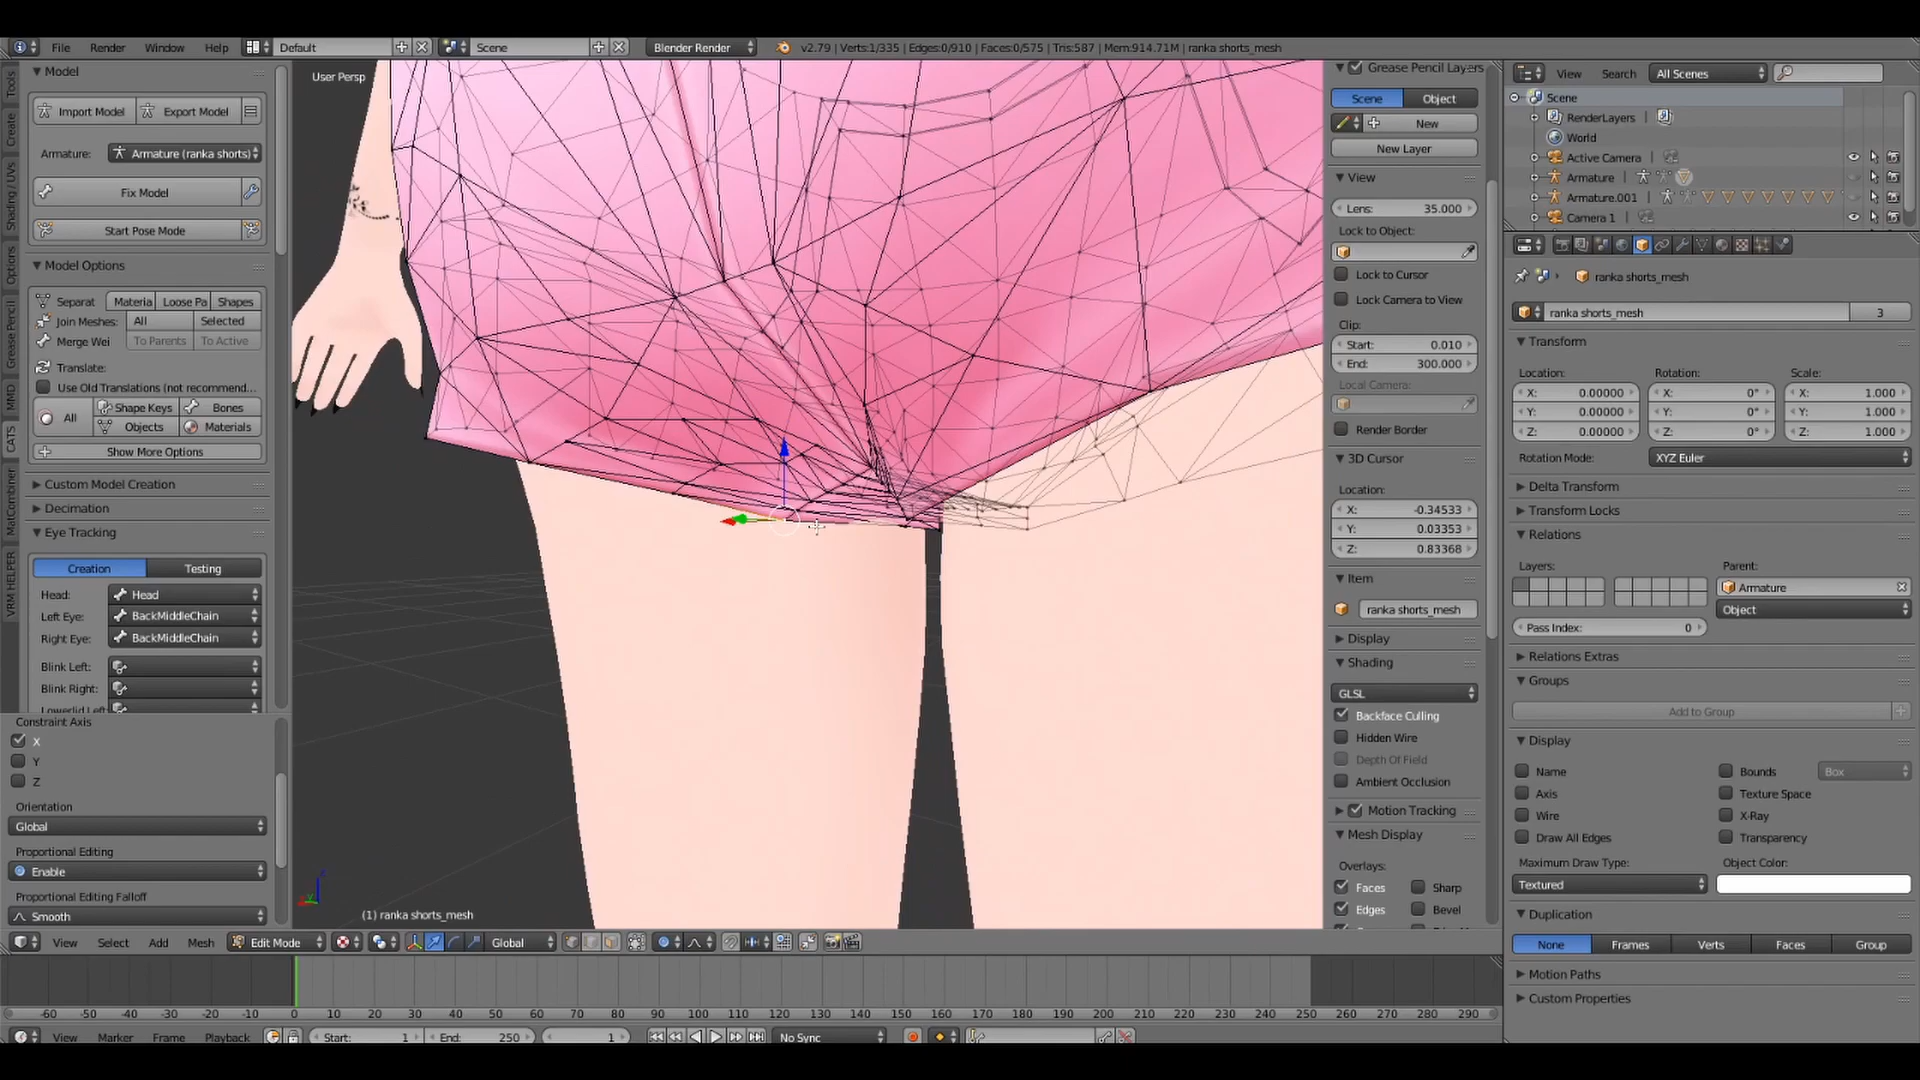 File Render Window Help Default Scene Blender Render v2.79 | Verts:1/335 | Edges:0/910 | Faces:0/575 | Tris:587 | Mem:914.71M | ranka shorts_mesh
Model
Import Model Export Model
Armature: Armature (ranka shorts)
Fix Model
Start Pose Mode
Model Options
Separat Materia Loose Pa Shapes
Join Meshes: All Selected
Merge Wei To Parents To Active
Translate:
Use Old Translations (not recommend...
All Shape Keys Bones
Objects Materials
Show More Options
Custom Model Creation
Decimation
Eye Tracking
Creation Testing
Head: Head
Left Eye: BackMiddleChain
Right Eye: BackMiddleChain
Blink Left:
Blink Right:
Lowerlid Left
Constraint Axis
X
Y
Z
Orientation
Global
Proportional Editing
Enable
Proportional Editing Falloff
Smooth
Tools
Create
Shading / UVs
Options
Grease Pencil
MMD
CATS
MatCombiner
VRM HELPER
User Persp
(1) ranka shorts_mesh
Grease Pencil Layers
Scene Object
New
New Layer
View
Lens: 35.000
Lock to Object:
Lock to Cursor
Lock Camera to View
Clip:
Start: 0.010
End: 300.000
Local Camera:
Render Border
3D Cursor
Location:
X: -0.34533
Y: 0.03353
Z: 0.83368
Item
ranka shorts_mesh
Display
Shading
GLSL
Backface Culling
Hidden Wire
Depth Of Field
Ambient Occlusion
Motion Tracking
Mesh Display
Overlays:
Faces Sharp
Edges Bevel
View Search All Scenes
Scene
RenderLayers
World
Active Camera
Armature
Armature.001
Camera 1
ranka shorts_mesh
ranka shorts_mesh 3
Transform
Location: Rotation: Scale:
X: 0.00000 X: 0° X: 1.000
Y: 0.00000 Y: 0° Y: 1.000
Z: 0.00000 Z: 0° Z: 1.000
Rotation Mode: XYZ Euler
Delta Transform
Transform Locks
Relations
Layers: Parent:
Armature
Object
Pass Index: 0
Relations Extras
Groups
Add to Group
Display
Name Bounds Box
Axis Texture Space
Wire X-Ray
Draw All Edges Transparency
Maximum Draw Type: Object Color:
Textured
Duplication
None Frames Verts Faces Group
Motion Paths
Custom Properties
View Select Add Mesh Edit Mode Global
-60 -50 -40 -30 -20 -10 0 10 20 30 40 50 60 70 80 90 100 110 120 130 140 150 160 170 180 190 200 210 220 230 240 250 260 270 280 290
View Marker Frame Playback Start: 1 End: 250 1 No Sync